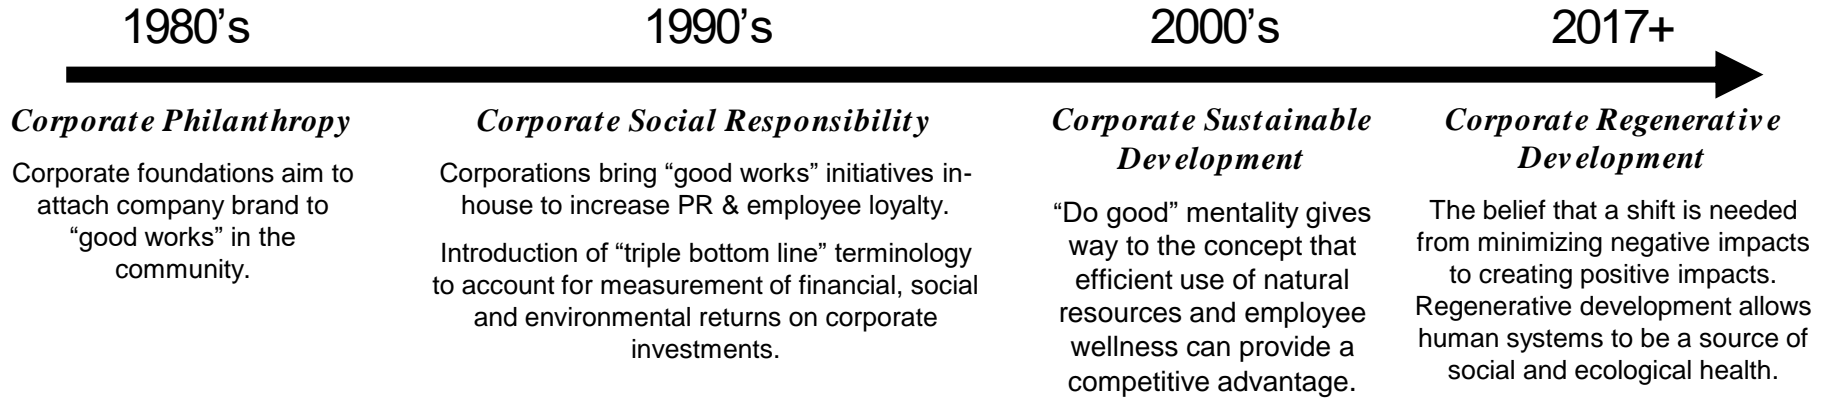 1980’s
1990’s
2000’s
2017+
Corporate Philanthropy
Corporate foundations aim to
attach company brand to
“good works” in the
community.
Corporate Social Responsibility
Corporations bring “good works” initiatives in-
house to increase PR & employee loyalty.
Introduction of “triple bottom line” terminology
to account for measurement of financial, social
and environmental returns on corporate
investments.
Corporate Sustainable
Development
“Do good” mentality gives
way to the concept that
efficient use of natural
resources and employee
wellness can provide a
competitive advantage.
Corporate Regenerative
Development
The belief that a shift is needed
from minimizing negative impacts
to creating positive impacts.
Regenerative development allows
human systems to be a source of
social and ecological health.